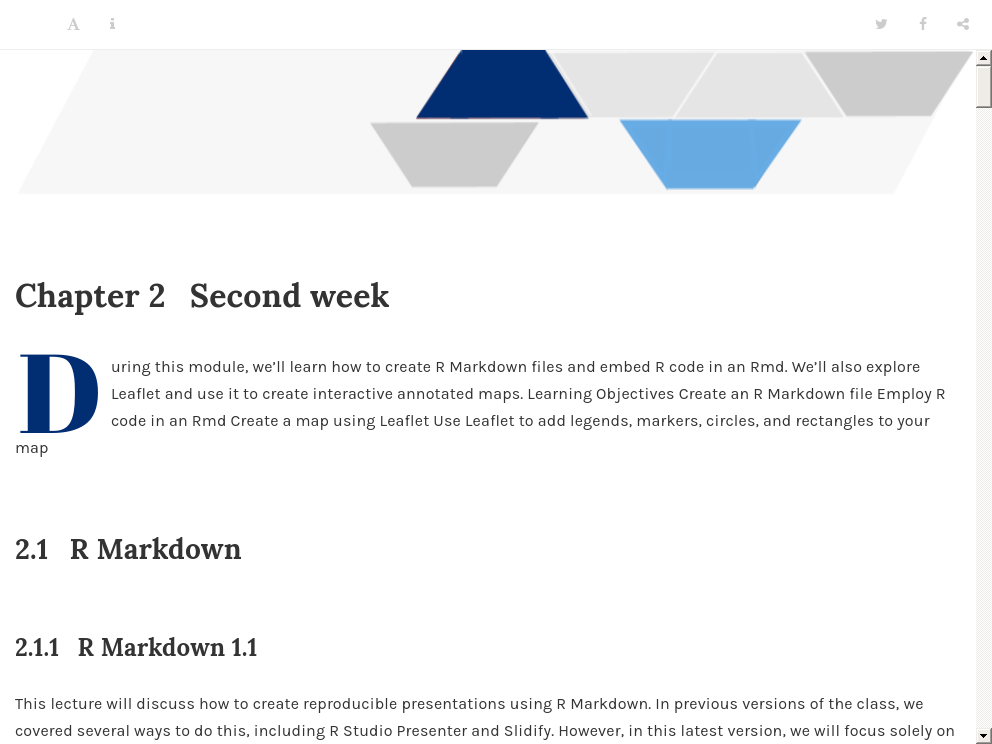 Chapter 2 Second week
During this module, we’ll learn how to create R Markdown files and embed R code in an Rmd. We’ll also explore
Leaflet and use it to create interactive annotated maps. Learning Objectives Create an R Markdown file Employ R
code in an Rmd Create a map using Leaflet Use Leaflet to add legends, markers, circles, and rectangles to your
map
2.1 R Markdown
2.1.1 R Markdown 1.1
This lecture will discuss how to create reproducible presentations using R Markdown. In previous versions of the class, we
covered several ways to do this, including R Studio Presenter and Slidify. However, in this latest version, we will focus solely on